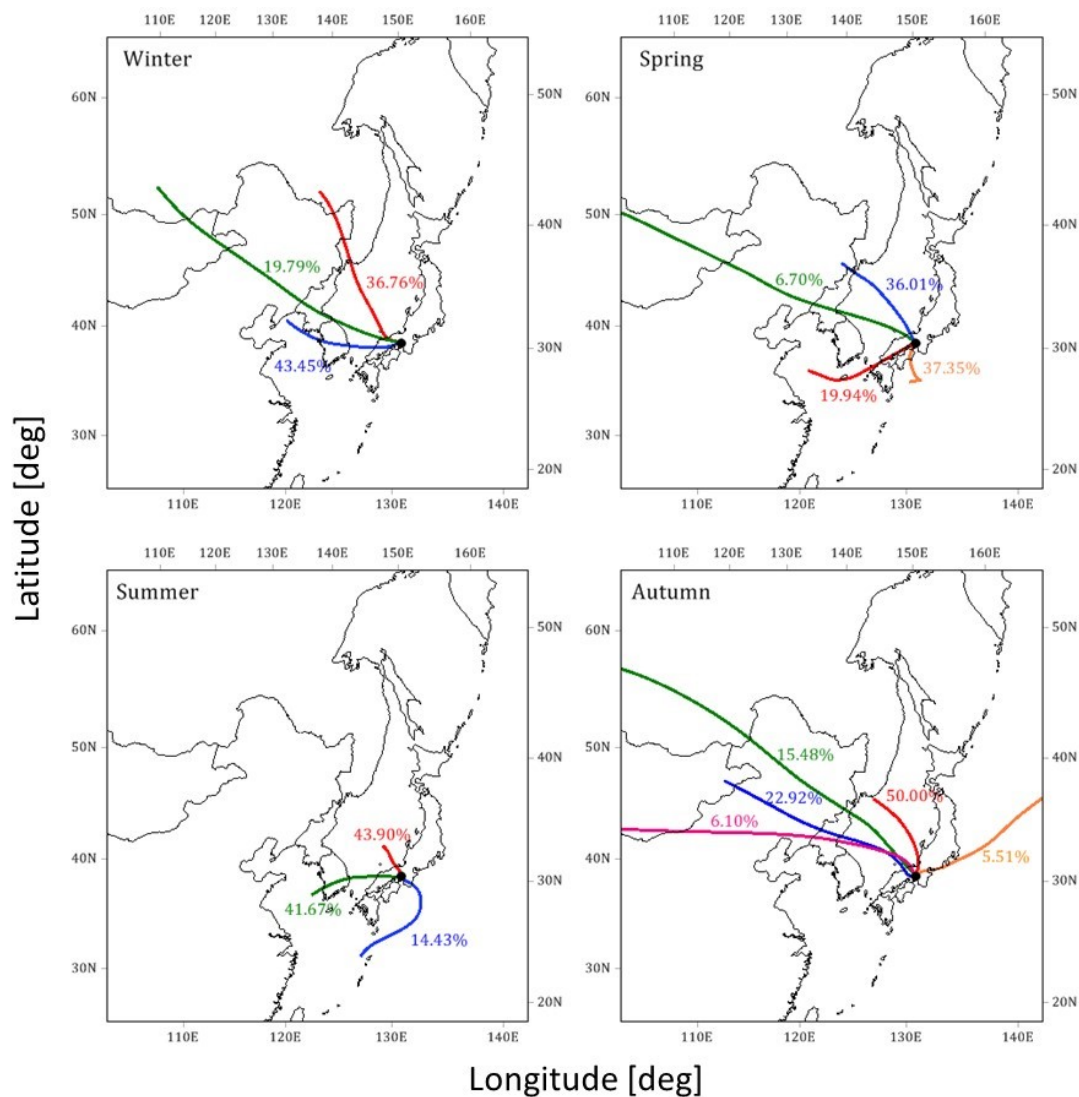 110E 120E 130E 140E 150E 160E
110E 120E 130E 140E 150E 160E
Winter
Spring
60N 50N 60N 50N
50N 40N 50N 40N
19.79%
36.76%
6.70%
36.01%
40N 30N 40N 30N
43.45%
37.35%
19.94%
30N 20N 30N 20N
110E 120E 130E 140E
110E 120E 130E 140E
Latitude [deg]
110E 120E 130E 140E 150E 160E
110E 120E 130E 140E 150E 160E
Summer
Autumn
60N 50N 60N 50N
50N 40N 50N 40N
15.48%
22.92%
50.00%
6.10%
43.90%
5.51%
40N 30N 40N 30N
41.67%
14.43%
30N 20N 30N 20N
110E 120E 130E 140E
110E 120E 130E 140E
Longitude [deg]